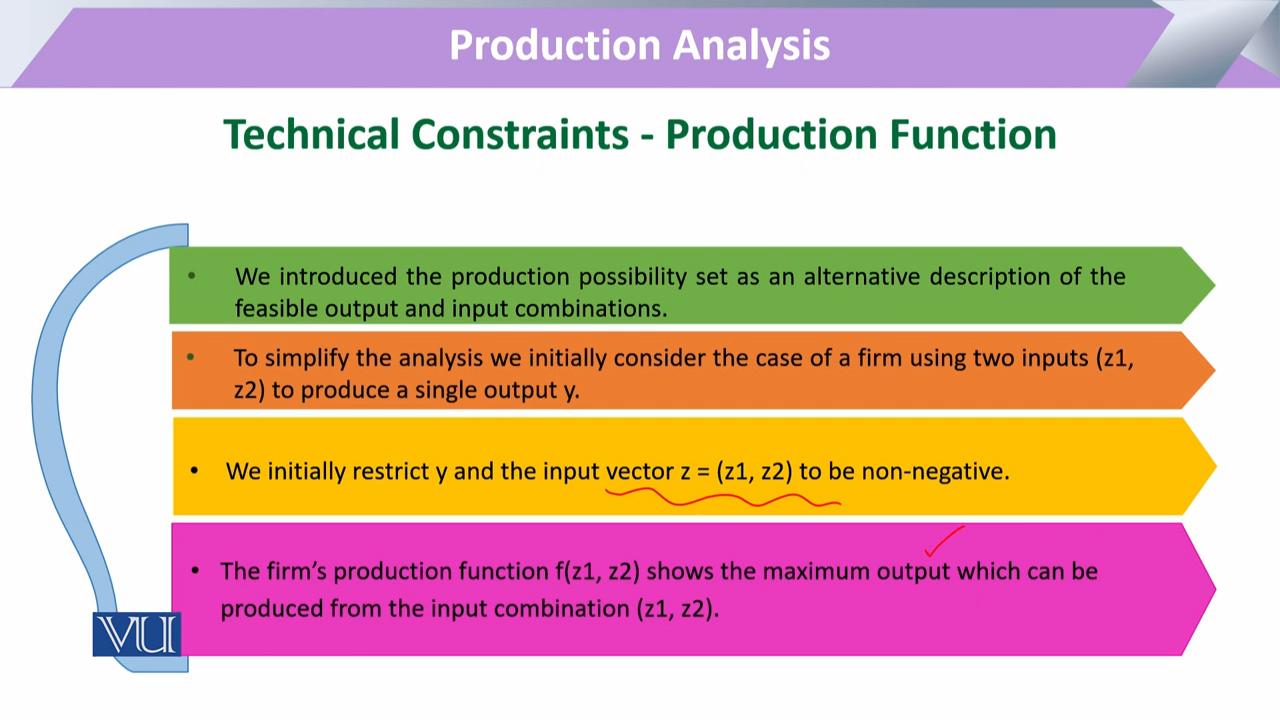 Production Analysis
Technical Constraints - Production Function
• We introduced the production possibility set as an alternative description of the
feasible output and input combinations.
• To simplify the analysis we initially consider the case of a firm using two inputs (z1,
z2) to produce a single output y.
• We initially restrict y and the input vector z = (z1, z2) to be non-negative.
• The firm’s production function f(z1, z2) shows the maximum output which can be
produced from the input combination (z1, z2).
VU